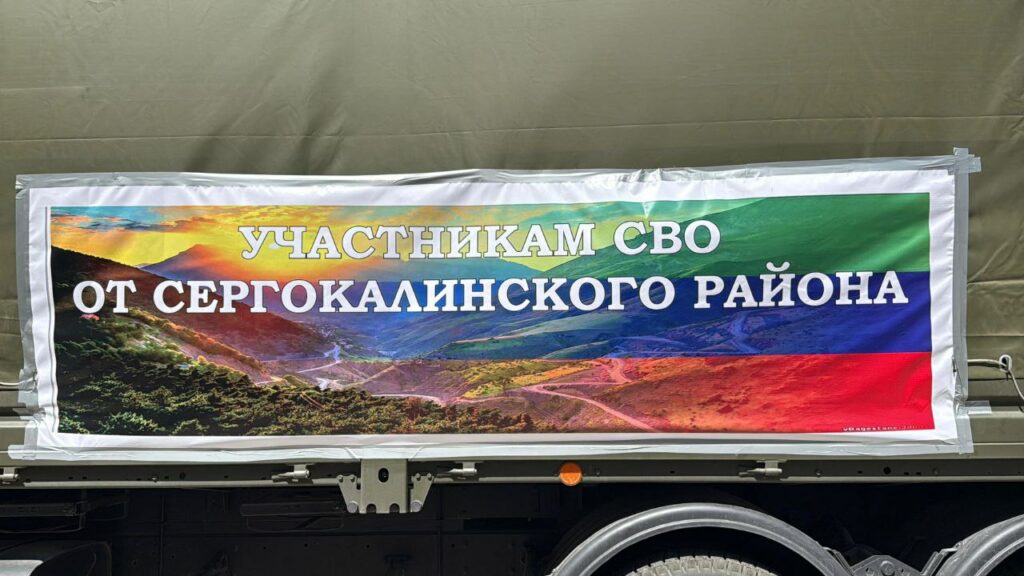 УЧАСТНИКАМ СВО
ОТ СЕРГОКАЛИНСКОГО РАЙОНА